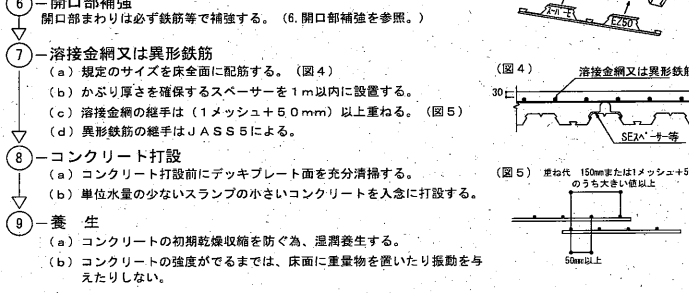 ⑥－開口部補強
開口部まわりは必ず鉄筋等で補強する。（6.開口部補強を参照。）
⑦－溶接金網又は異形鉄筋
（a）規定のサイズを床全面に配筋する。（図4）
（b）かぶり厚さを確保するスペーサーを1m以内に設置する。
（c）溶接金網の継手は（1メッシュ＋50mm）以上重ねる。（図5）
（d）異形鉄筋の継手はJASS5による。
⑧－コンクリート打設
（a）コンクリート打設前にデッキプレート面を充分清掃する。
（b）単位水量の少ないスランプの小さいコンクリートを入念に打設する。
⑨－養 生
（a）コンクリートの初期乾燥収縮を防ぐ為、湿潤養生する。
（b）コンクリートの強度がでるまでは、床面に重量物を置いたり振動を与
えたりしない。
EZ50
（図4）
溶接金網又は異形鉄筋
30
SEスペーサー等
（図5） 重ね代 150mmまたは1メッシュ＋5
のうち大きい値以上
50mm以上